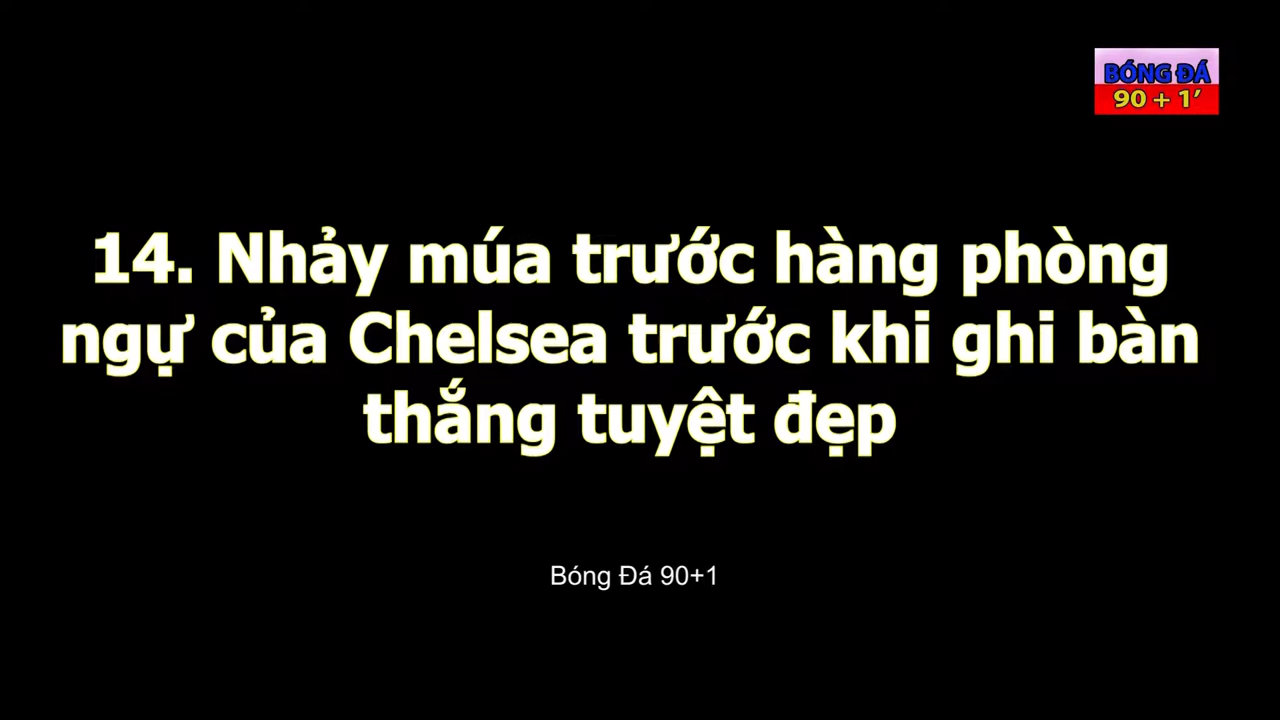 BÓNG ĐÁ
90 + 1’
14. Nhảy múa trước hàng phòng
ngự của Chelsea trước khi ghi bàn
thắng tuyệt đẹp
Bóng Đá 90+1